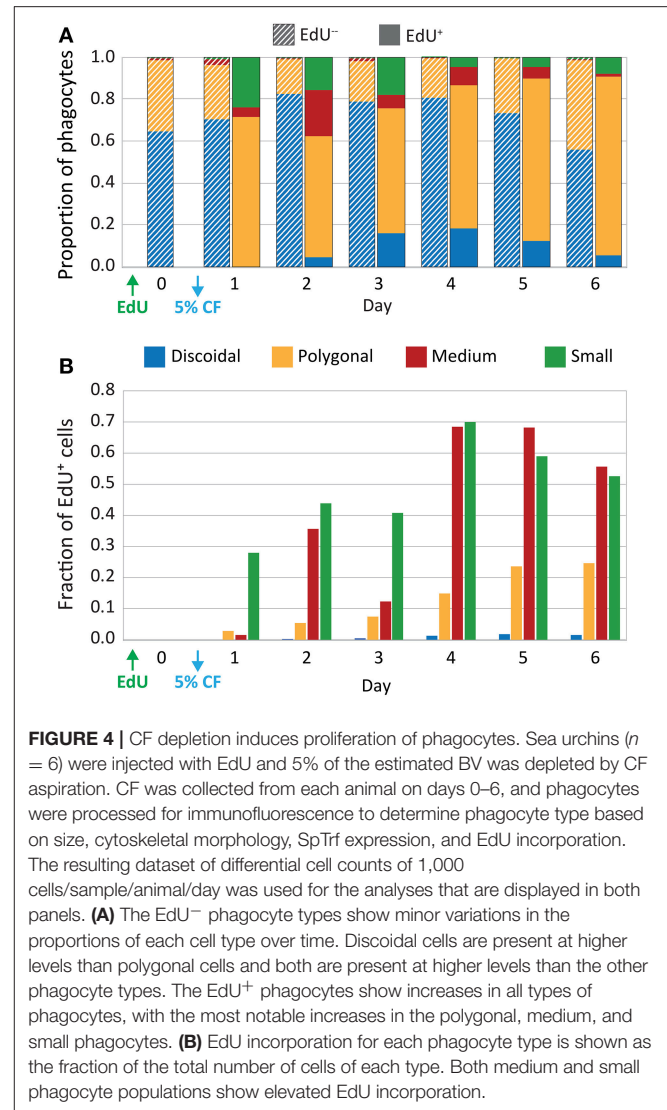 A
EdU⁻⁻ EdU⁺
Proportion of phagocytes
1.0
0.8
0.6
0.4
0.2
0.0
0 1 2 3 4 5 6
EdU 5% CF Day
B
Discoidal Polygonal Medium Small
Fraction of EdU⁺ cells
0.8
0.7
0.6
0.5
0.4
0.3
0.2
0.1
0.0
0 1 2 3 4 5 6
EdU 5% CF Day
FIGURE 4 | CF depletion induces proliferation of phagocytes. Sea urchins (n
= 6) were injected with EdU and 5% of the estimated BV was depleted by CF
aspiration. CF was collected from each animal on days 0–6, and phagocytes
were processed for immunofluorescence to determine phagocyte type based
on size, cytoskeletal morphology, SpTrf expression, and EdU incorporation.
The resulting dataset of differential cell counts of 1,000
cells/sample/animal/day was used for the analyses that are displayed in both
panels. (A) The EdU⁻ phagocyte types show minor variations in the
proportions of each cell type over time. Discoidal cells are present at higher
levels than polygonal cells and both are present at higher levels than the other
phagocyte types. The EdU⁺ phagocytes show increases in all types of
phagocytes, with the most notable increases in the polygonal, medium, and
small phagocytes. (B) EdU incorporation for each phagocyte type is shown as
the fraction of the total number of cells of each type. Both medium and small
phagocyte populations show elevated EdU incorporation.